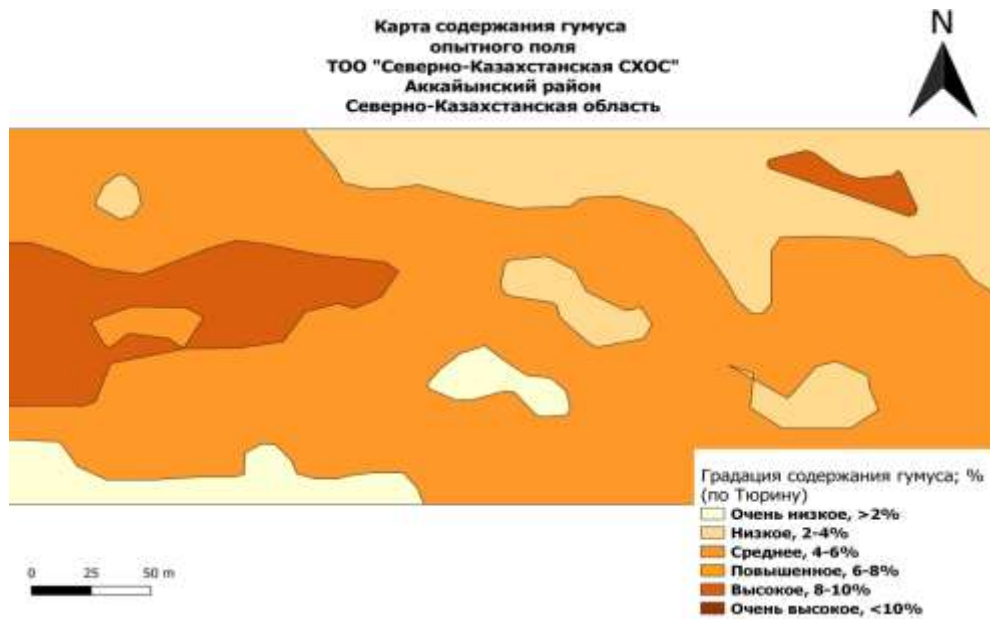 Карта содержания гумуса
опытного поля
ТОО "Северно-Казахстанская СХОС"
Аккайынский район
Северно-Казахстанская область
N
Градация содержания гумуса; %
(по Тюрину)
Очень низкое, >2%
Низкое, 2-4%
Среднее, 4-6%
Повышенное, 6-8%
Высокое, 8-10%
Очень высокое, <10%
0 25 50 m